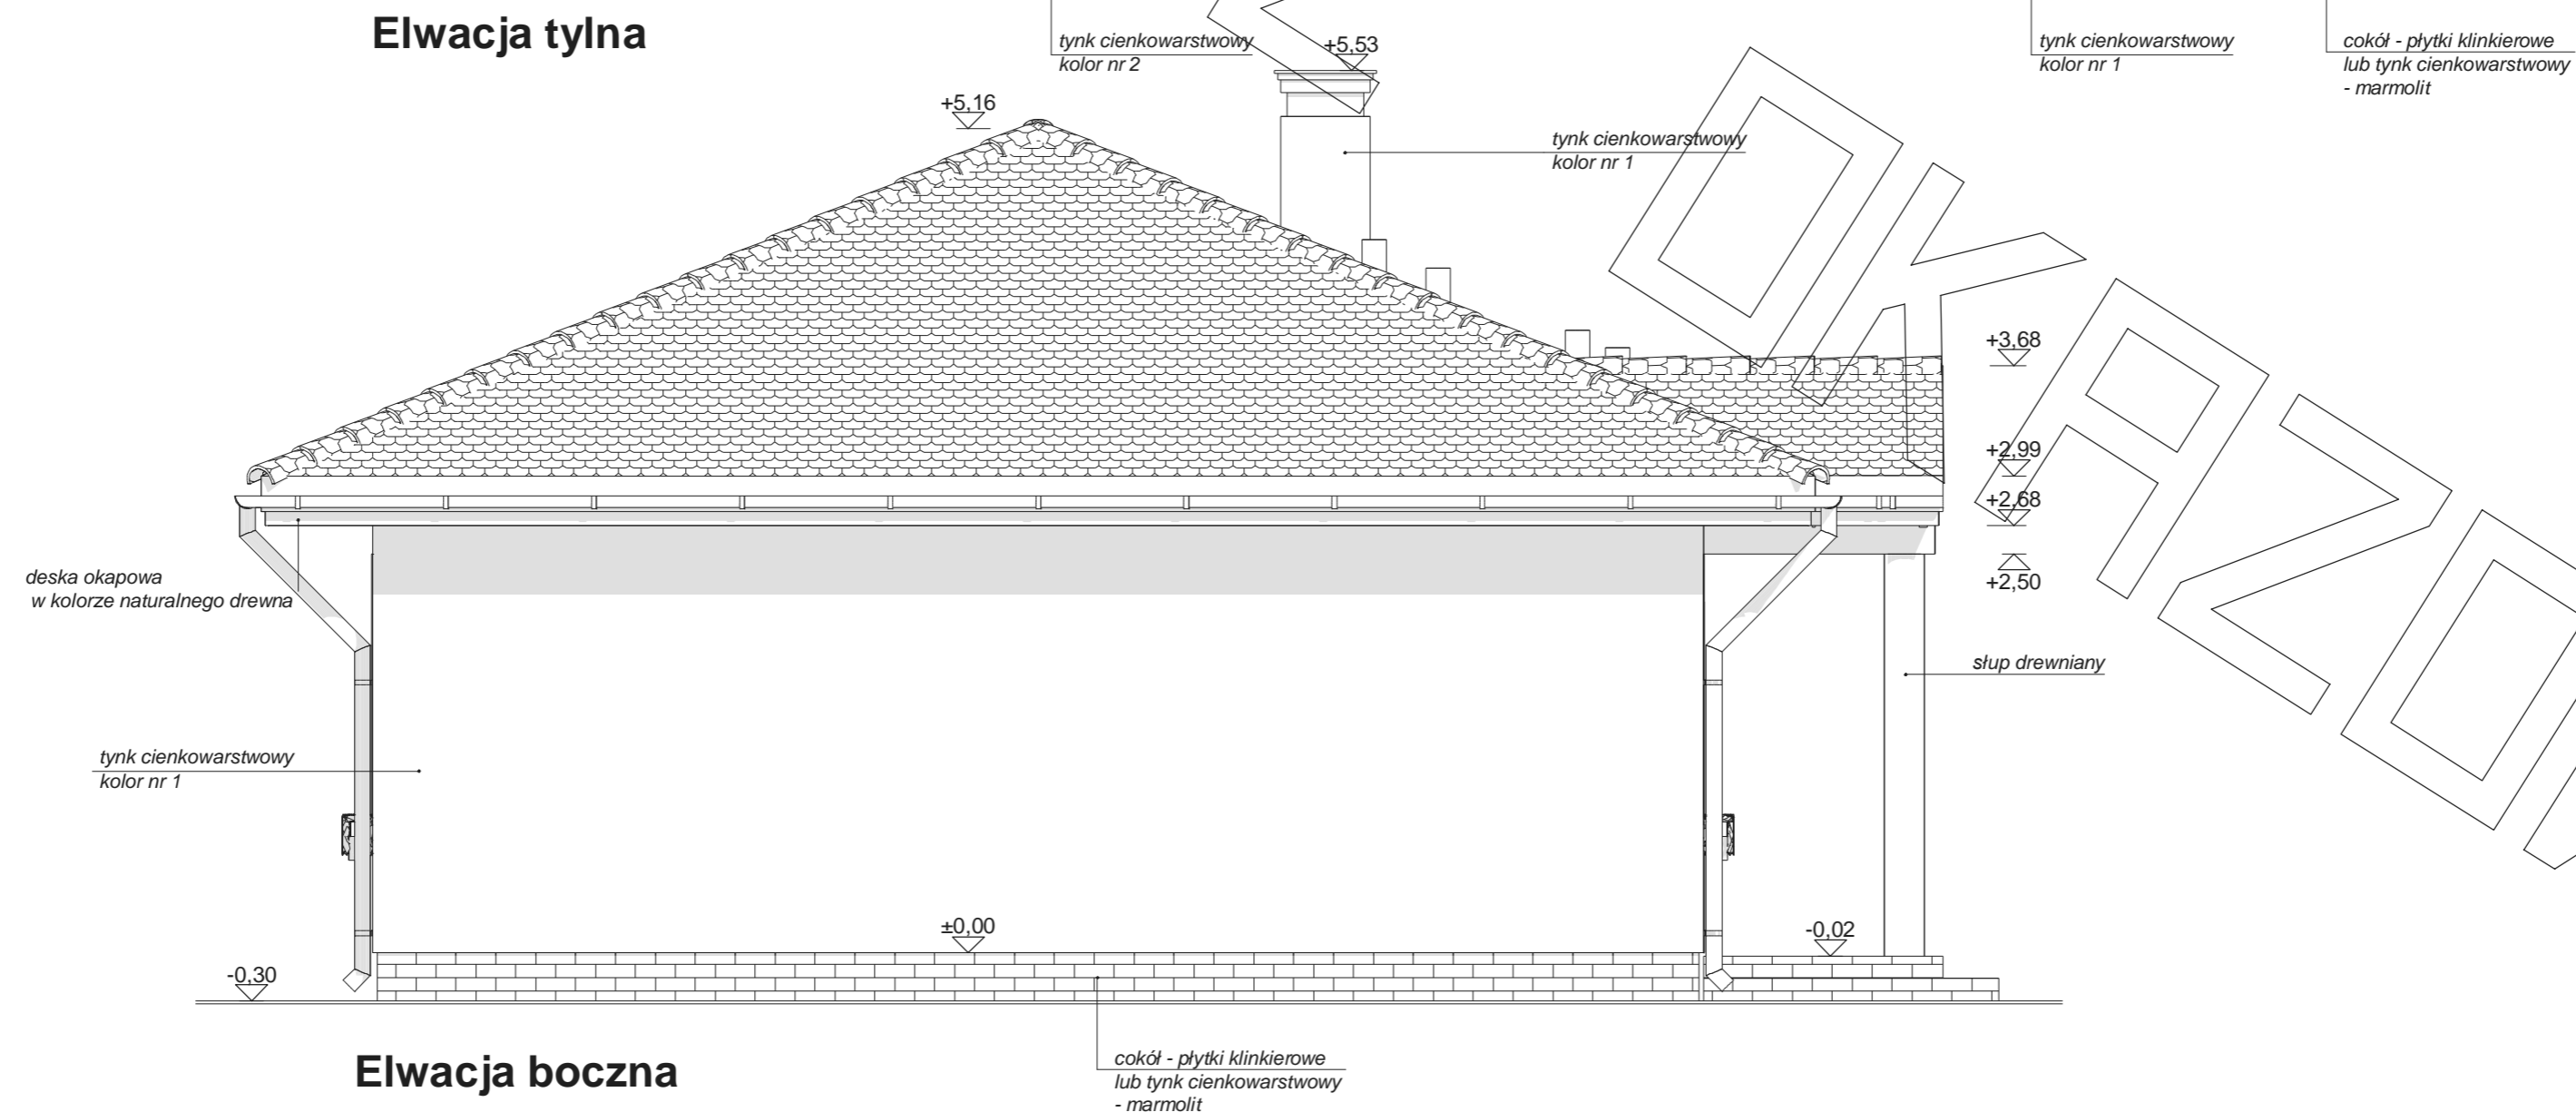 Elwacja tylna
tynk cienkowarstwowy
kolor nr 2
+5,53
tynk cienkowarstwowy
kolor nr 1
cokół - płytki klinkierowe
lub tynk cienkowarstwowy
- marmolit
+5,16
tynk cienkowarstwowy
kolor nr 1
+3,68
+2,99
+2,68
+2,50
deska okapowa
w kolorze naturalnego drewna
słup drewniany
tynk cienkowarstwowy
kolor nr 1
±0,00
-0,02
-0,30
Elwacja boczna
cokół - płytki klinkierowe
lub tynk cienkowarstwowy
- marmolit